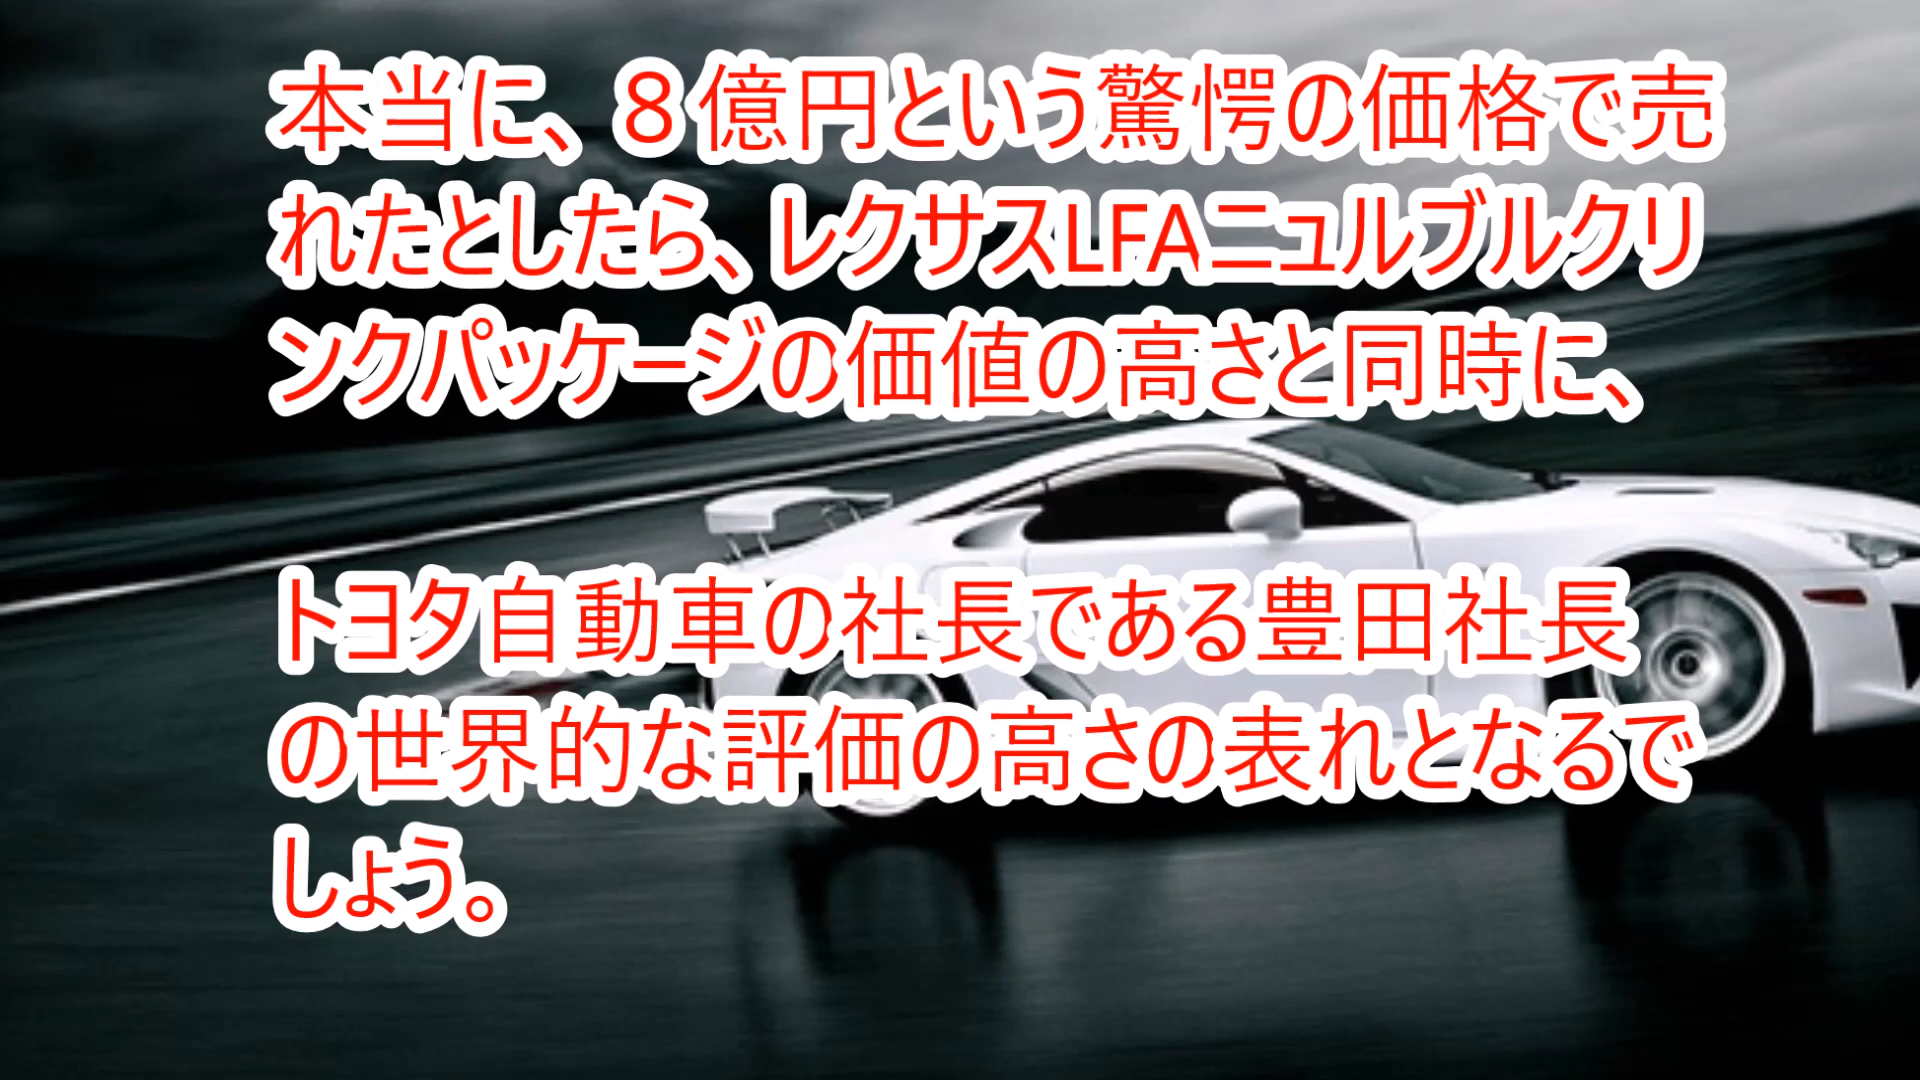 本当に、８億円という驚愕の価格で売
れたとしたら、レクサスLFAニュルブルクリ
ンクパッケージの価値の高さと同時に、
トヨタ自動車の社長である豊田社長
の世界的な評価の高さの表れとなるで
しょう。